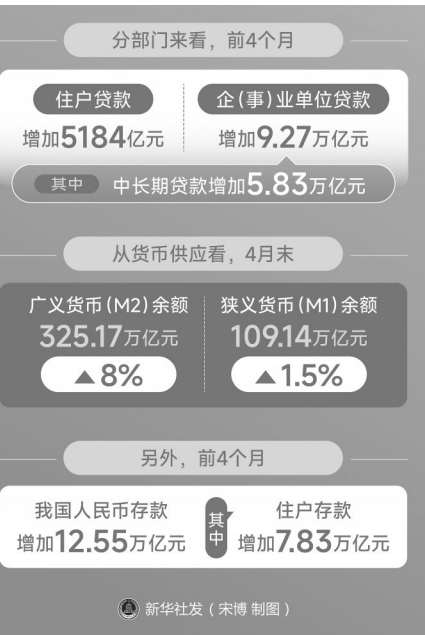 分部门来看，前4个月
住户贷款
增加5184亿元
企（事）业单位贷款
增加9.27万亿元
其中 中长期贷款增加5.83万亿元
从货币供应看，4月末
广义货币（M2）余额
325.17万亿元
▲8%
狭义货币（M1）余额
109.14万亿元
▲1.5%
另外，前4个月
我国人民币存款
增加12.55万亿元
其中
住户存款
增加7.83万亿元
新华社发（宋博 制图）